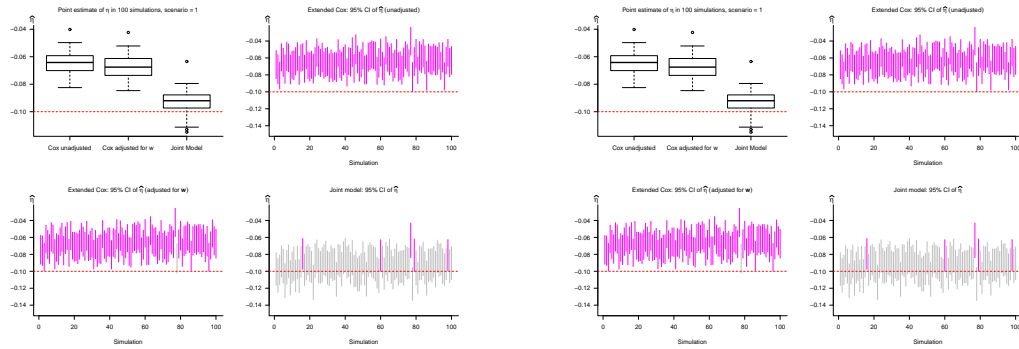 Point estimate of η in 100 simulations, scenario = 1
η̂
−0.04
−0.06
−0.08
−0.10
Cox unadjusted Cox adjusted for w Joint Model
Extended Cox: 95% CI of η̂ (unadjusted)
η̂
−0.04
−0.06
−0.08
−0.10
−0.12
−0.14
0 20 40 60 80 100
Simulation
Point estimate of η in 100 simulations, scenario = 1
η̂
−0.04
−0.06
−0.08
−0.10
Cox unadjusted Cox adjusted for w Joint Model
Extended Cox: 95% CI of η̂ (unadjusted)
η̂
−0.04
−0.06
−0.08
−0.10
−0.12
−0.14
0 20 40 60 80 100
Simulation
Extended Cox: 95% CI of η̂ (adjusted for w)
η̂
−0.04
−0.06
−0.08
−0.10
−0.12
−0.14
0 20 40 60 80 100
Simulation
Joint model: 95% CI of η̂
η̂
−0.04
−0.06
−0.08
−0.10
−0.12
−0.14
0 20 40 60 80 100
Simulation
Extended Cox: 95% CI of η̂ (adjusted for w)
η̂
−0.04
−0.06
−0.08
−0.10
−0.12
−0.14
0 20 40 60 80 100
Simulation
Joint model: 95% CI of η̂
η̂
−0.04
−0.06
−0.08
−0.10
−0.12
−0.14
0 20 40 60 80 100
Simulation